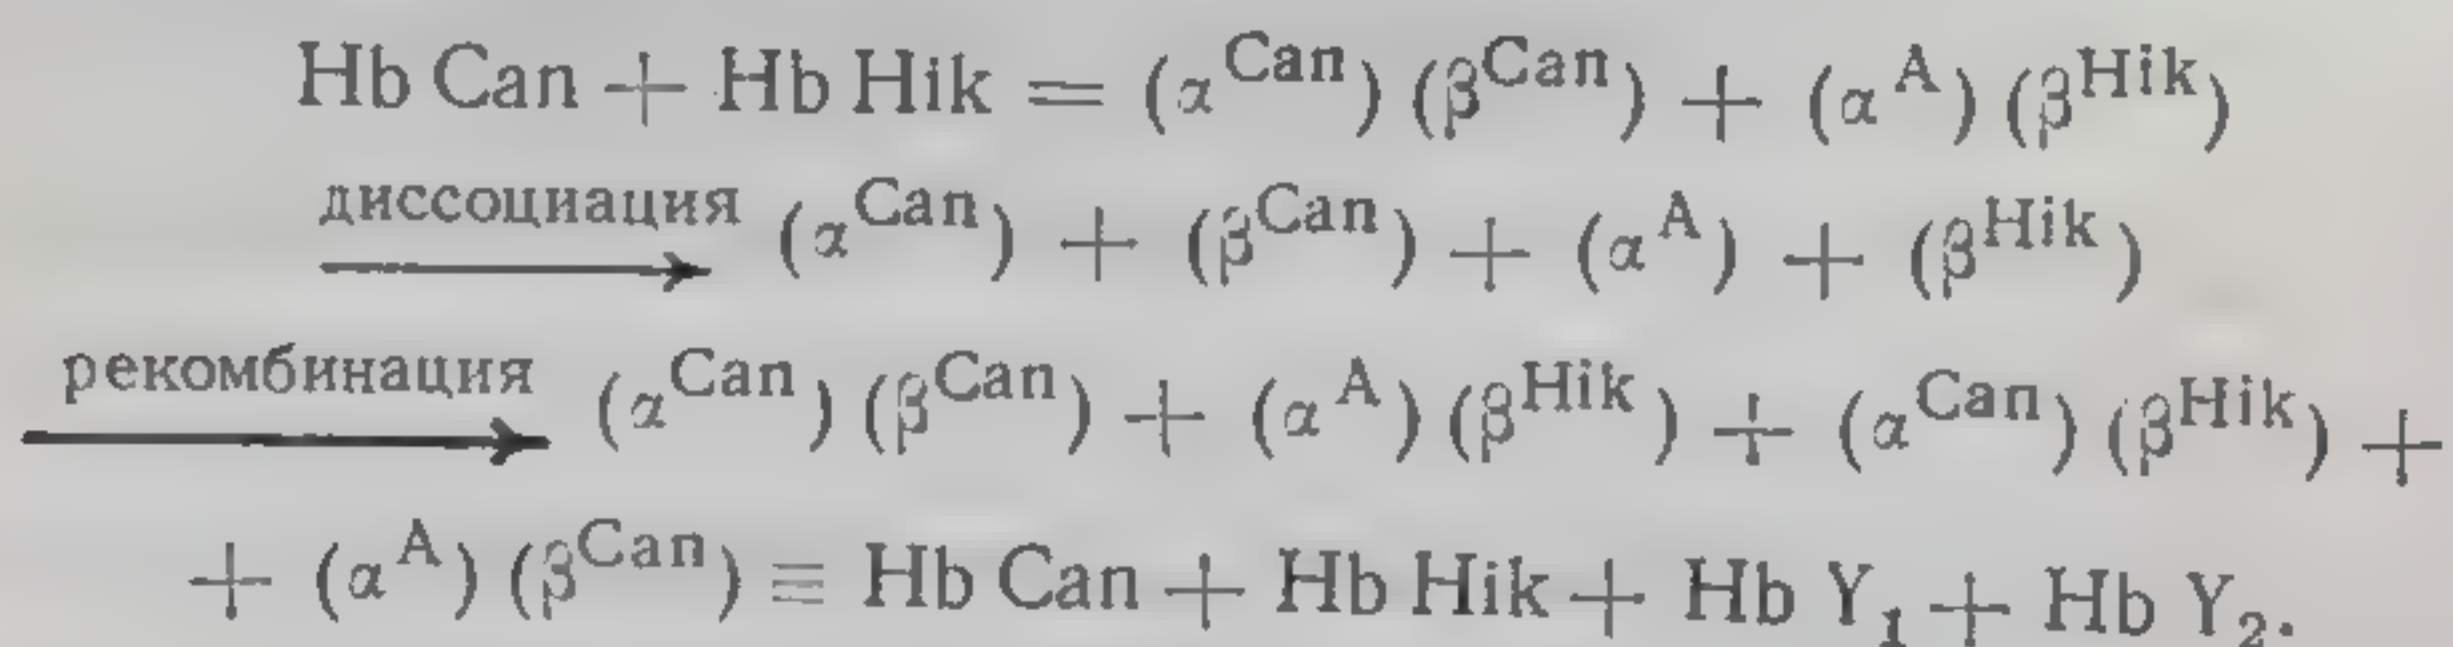 Hb Can + Hb Hik = (α^Can) (β^Can) + (α^A) (β^Hik)
диссоциация → (α^Can) + (β^Can) + (α^A) + (β^Hik)
рекомбинация → (α^Can) (β^Can) + (α^A) (β^Hik) + (α^Can) (β^Hik) +
+ (α^A) (β^Can) ≡ Hb Can + Hb Hik + Hb Y₁ + Hb Y₂.